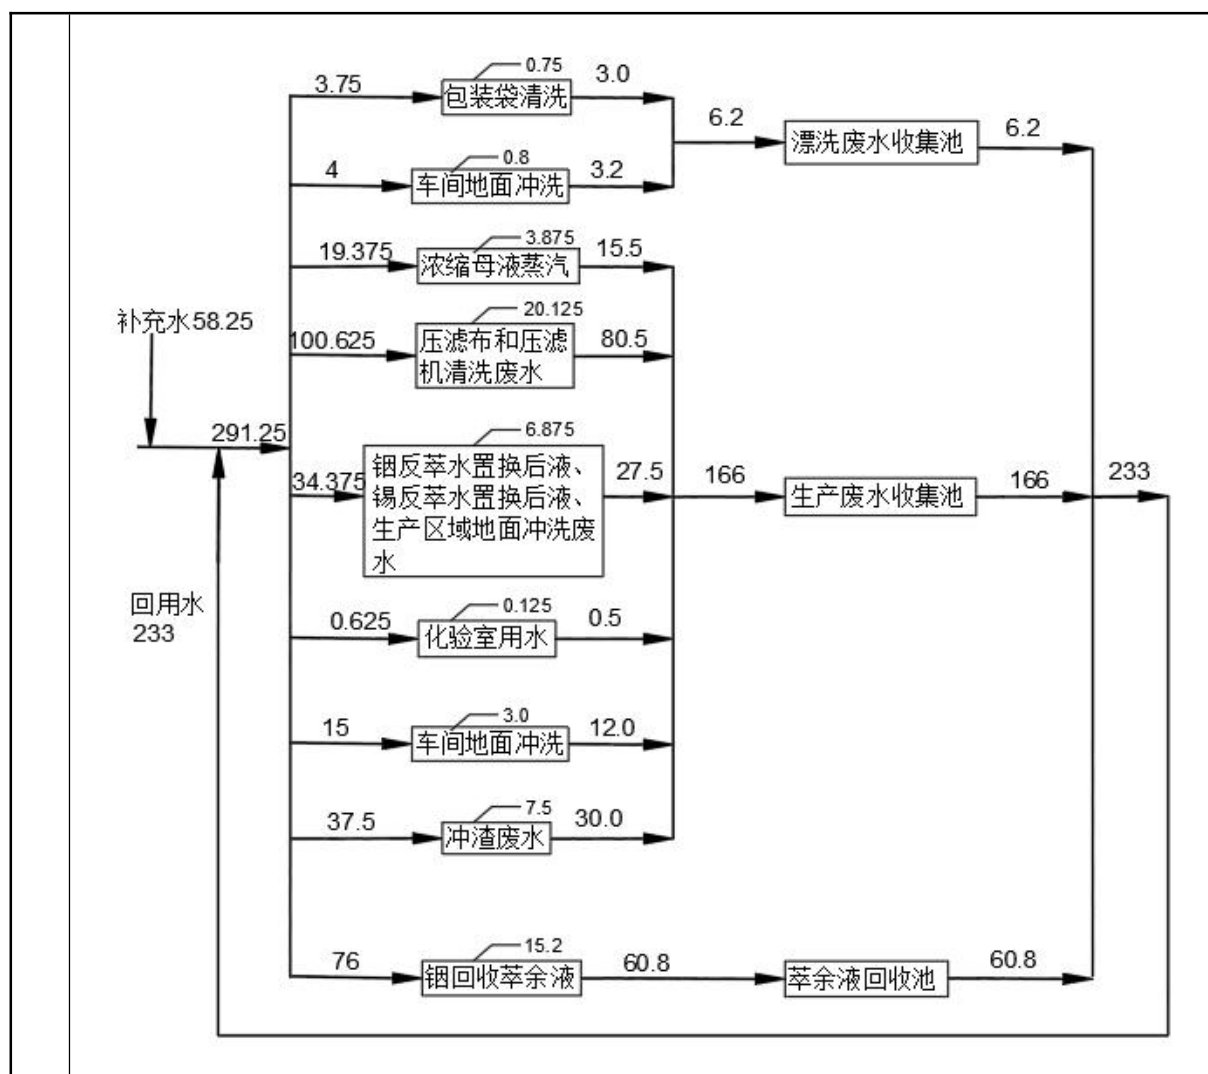 0.75
3.75
包装袋清洗
3.0
6.2
漂洗废水收集池
6.2
0.8
4
车间地面冲洗
3.2
3.875
19.375
浓缩母液蒸汽
15.5
补充水58.25
20.125
100.625
压滤布和压滤
机清洗废水
80.5
291.25
6.875
34.375
铟反萃水置换后液、
锡反萃水置换后液、
生产区域地面冲洗废
水
27.5
166
生产废水收集池
166
233
回用水
233
0.125
0.625
化验室用水
0.5
3.0
15
车间地面冲洗
12.0
7.5
37.5
冲渣废水
30.0
15.2
76
铟回收萃余液
60.8
萃余液回收池
60.8